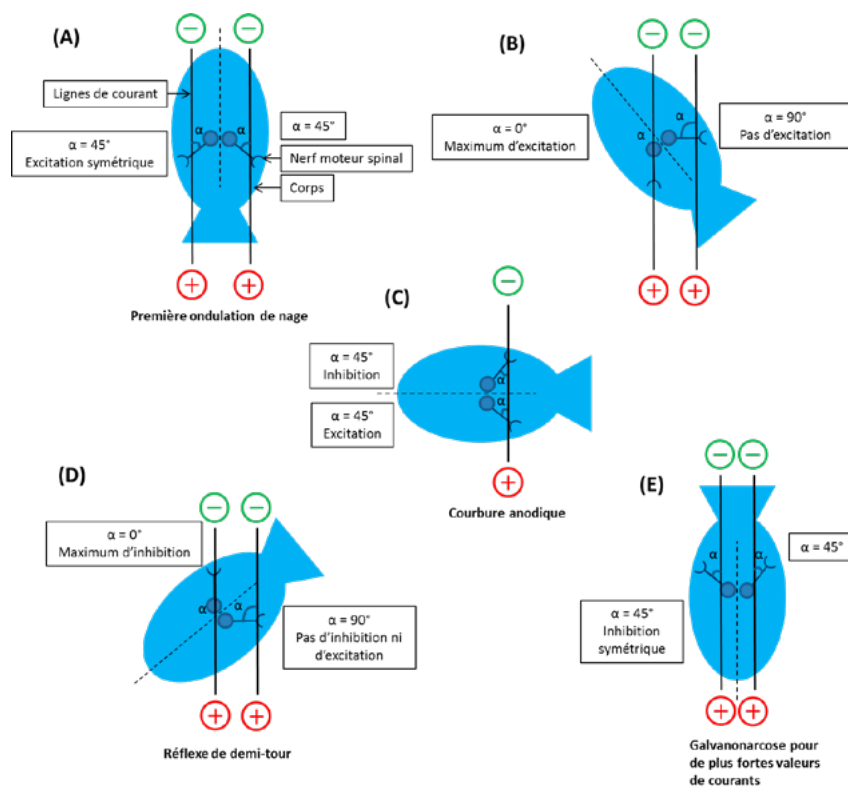 (A)
− −
Lignes de courant
α α
α = 45°
Excitation symétrique
α = 45°
Nerf moteur spinal
Corps
+ +
Première ondulation de nage
(B)
− −
α = 0°
Maximum d'excitation
α
α
α = 90°
Pas d'excitation
+ +
(C)
−
α = 45°
Inhibition
α
α
α = 45°
Excitation
+
Courbure anodique
(D)
− −
α = 0°
Maximum d'inhibition
α α
α = 90°
Pas d'inhibition ni
d'excitation
+ +
Réflexe de demi-tour
(E)
− −
α α
α = 45°
α = 45°
Inhibition
symétrique
+ +
Galvanonarcose pour
de plus fortes valeurs
de courants